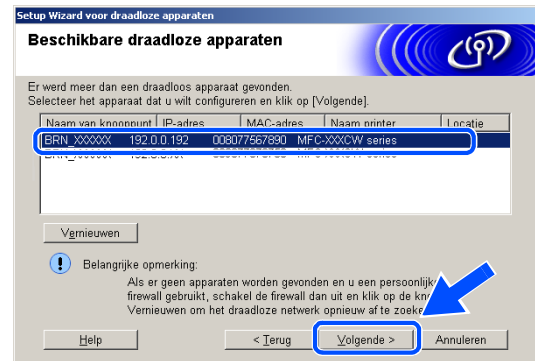 Setup Wizard voor draadloze apparaten
Beschikbare draadloze apparaten
Er werd meer dan een draadloos apparaat gevonden.
Selecteer het apparaat dat u wilt configureren en klik op [Volgende].
Naam van knooppunt IP-adres MAC-adres Naam printer Locatie
BRN_XXXXXX 192.0.0.192 008077567890 MFC-XXXCW series
Vernieuwen
Belangrijke opmerking:
Als er geen apparaten worden gevonden en u een persoonlijk
firewall gebruikt, schakel de firewall dan uit en klik op de
Vernieuwen om het draadloze netwerk opnieuw af te
Help < Terug Volgende > Annuleren